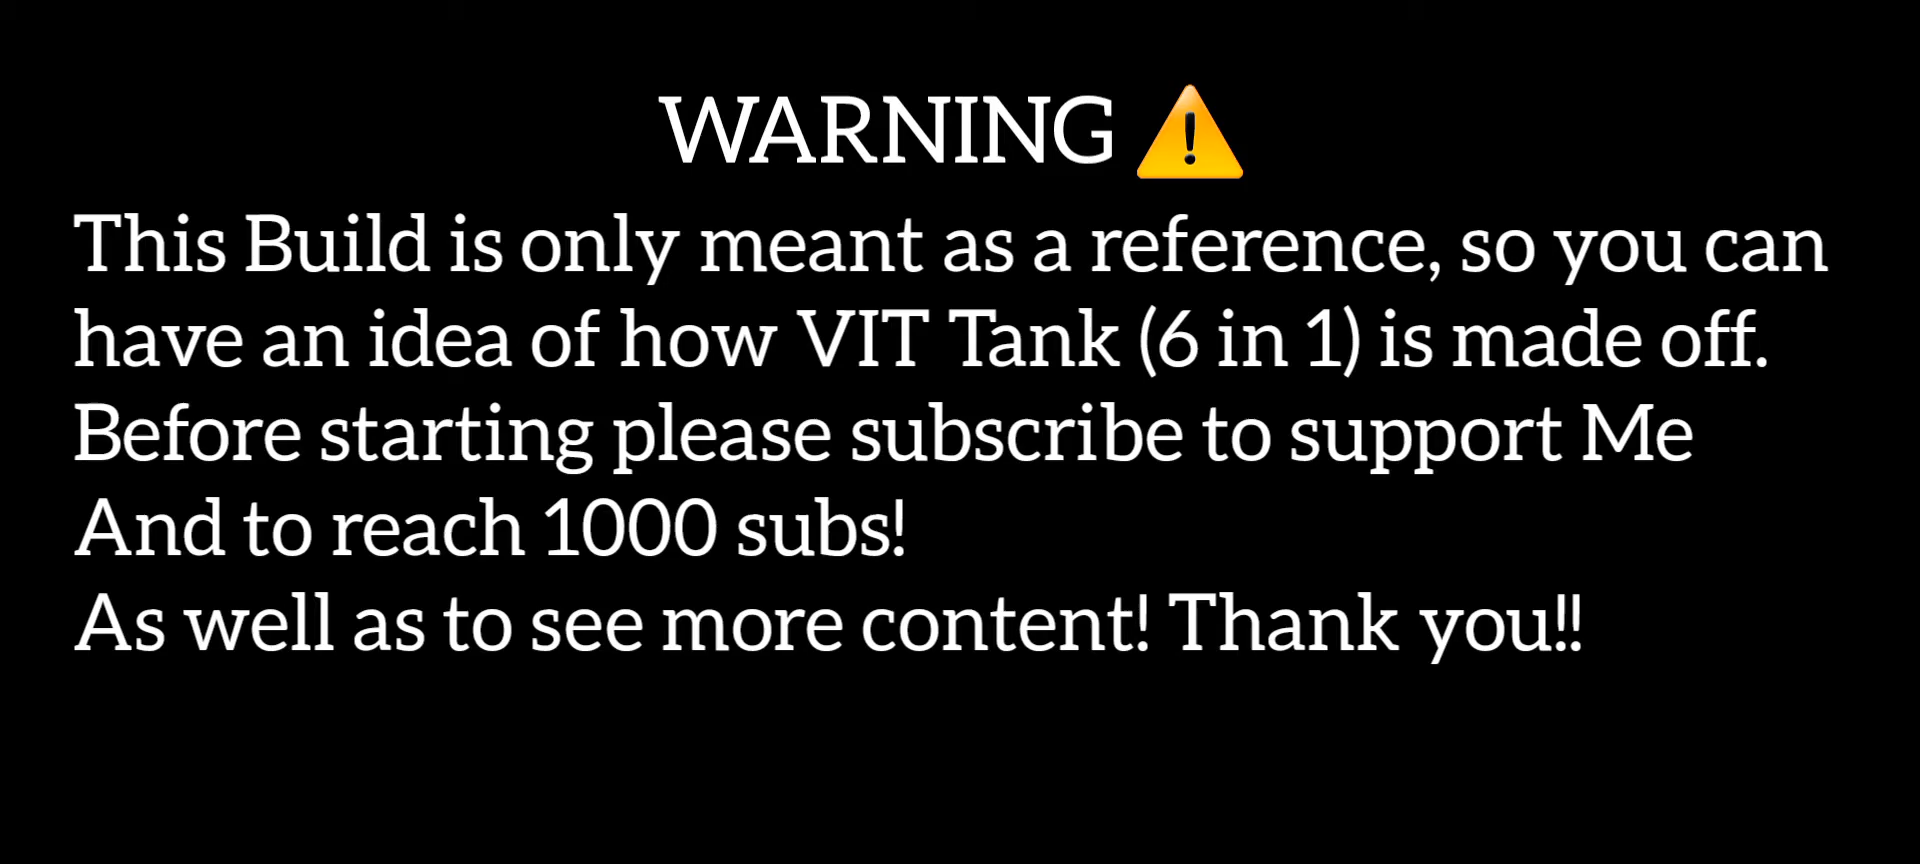 WARNING ⚠️
This Build is only meant as a reference, so you can
have an idea of how VIT Tank (6 in 1) is made off.
Before starting please subscribe to support Me
And to reach 1000 subs!
As well as to see more content! Thank you!!